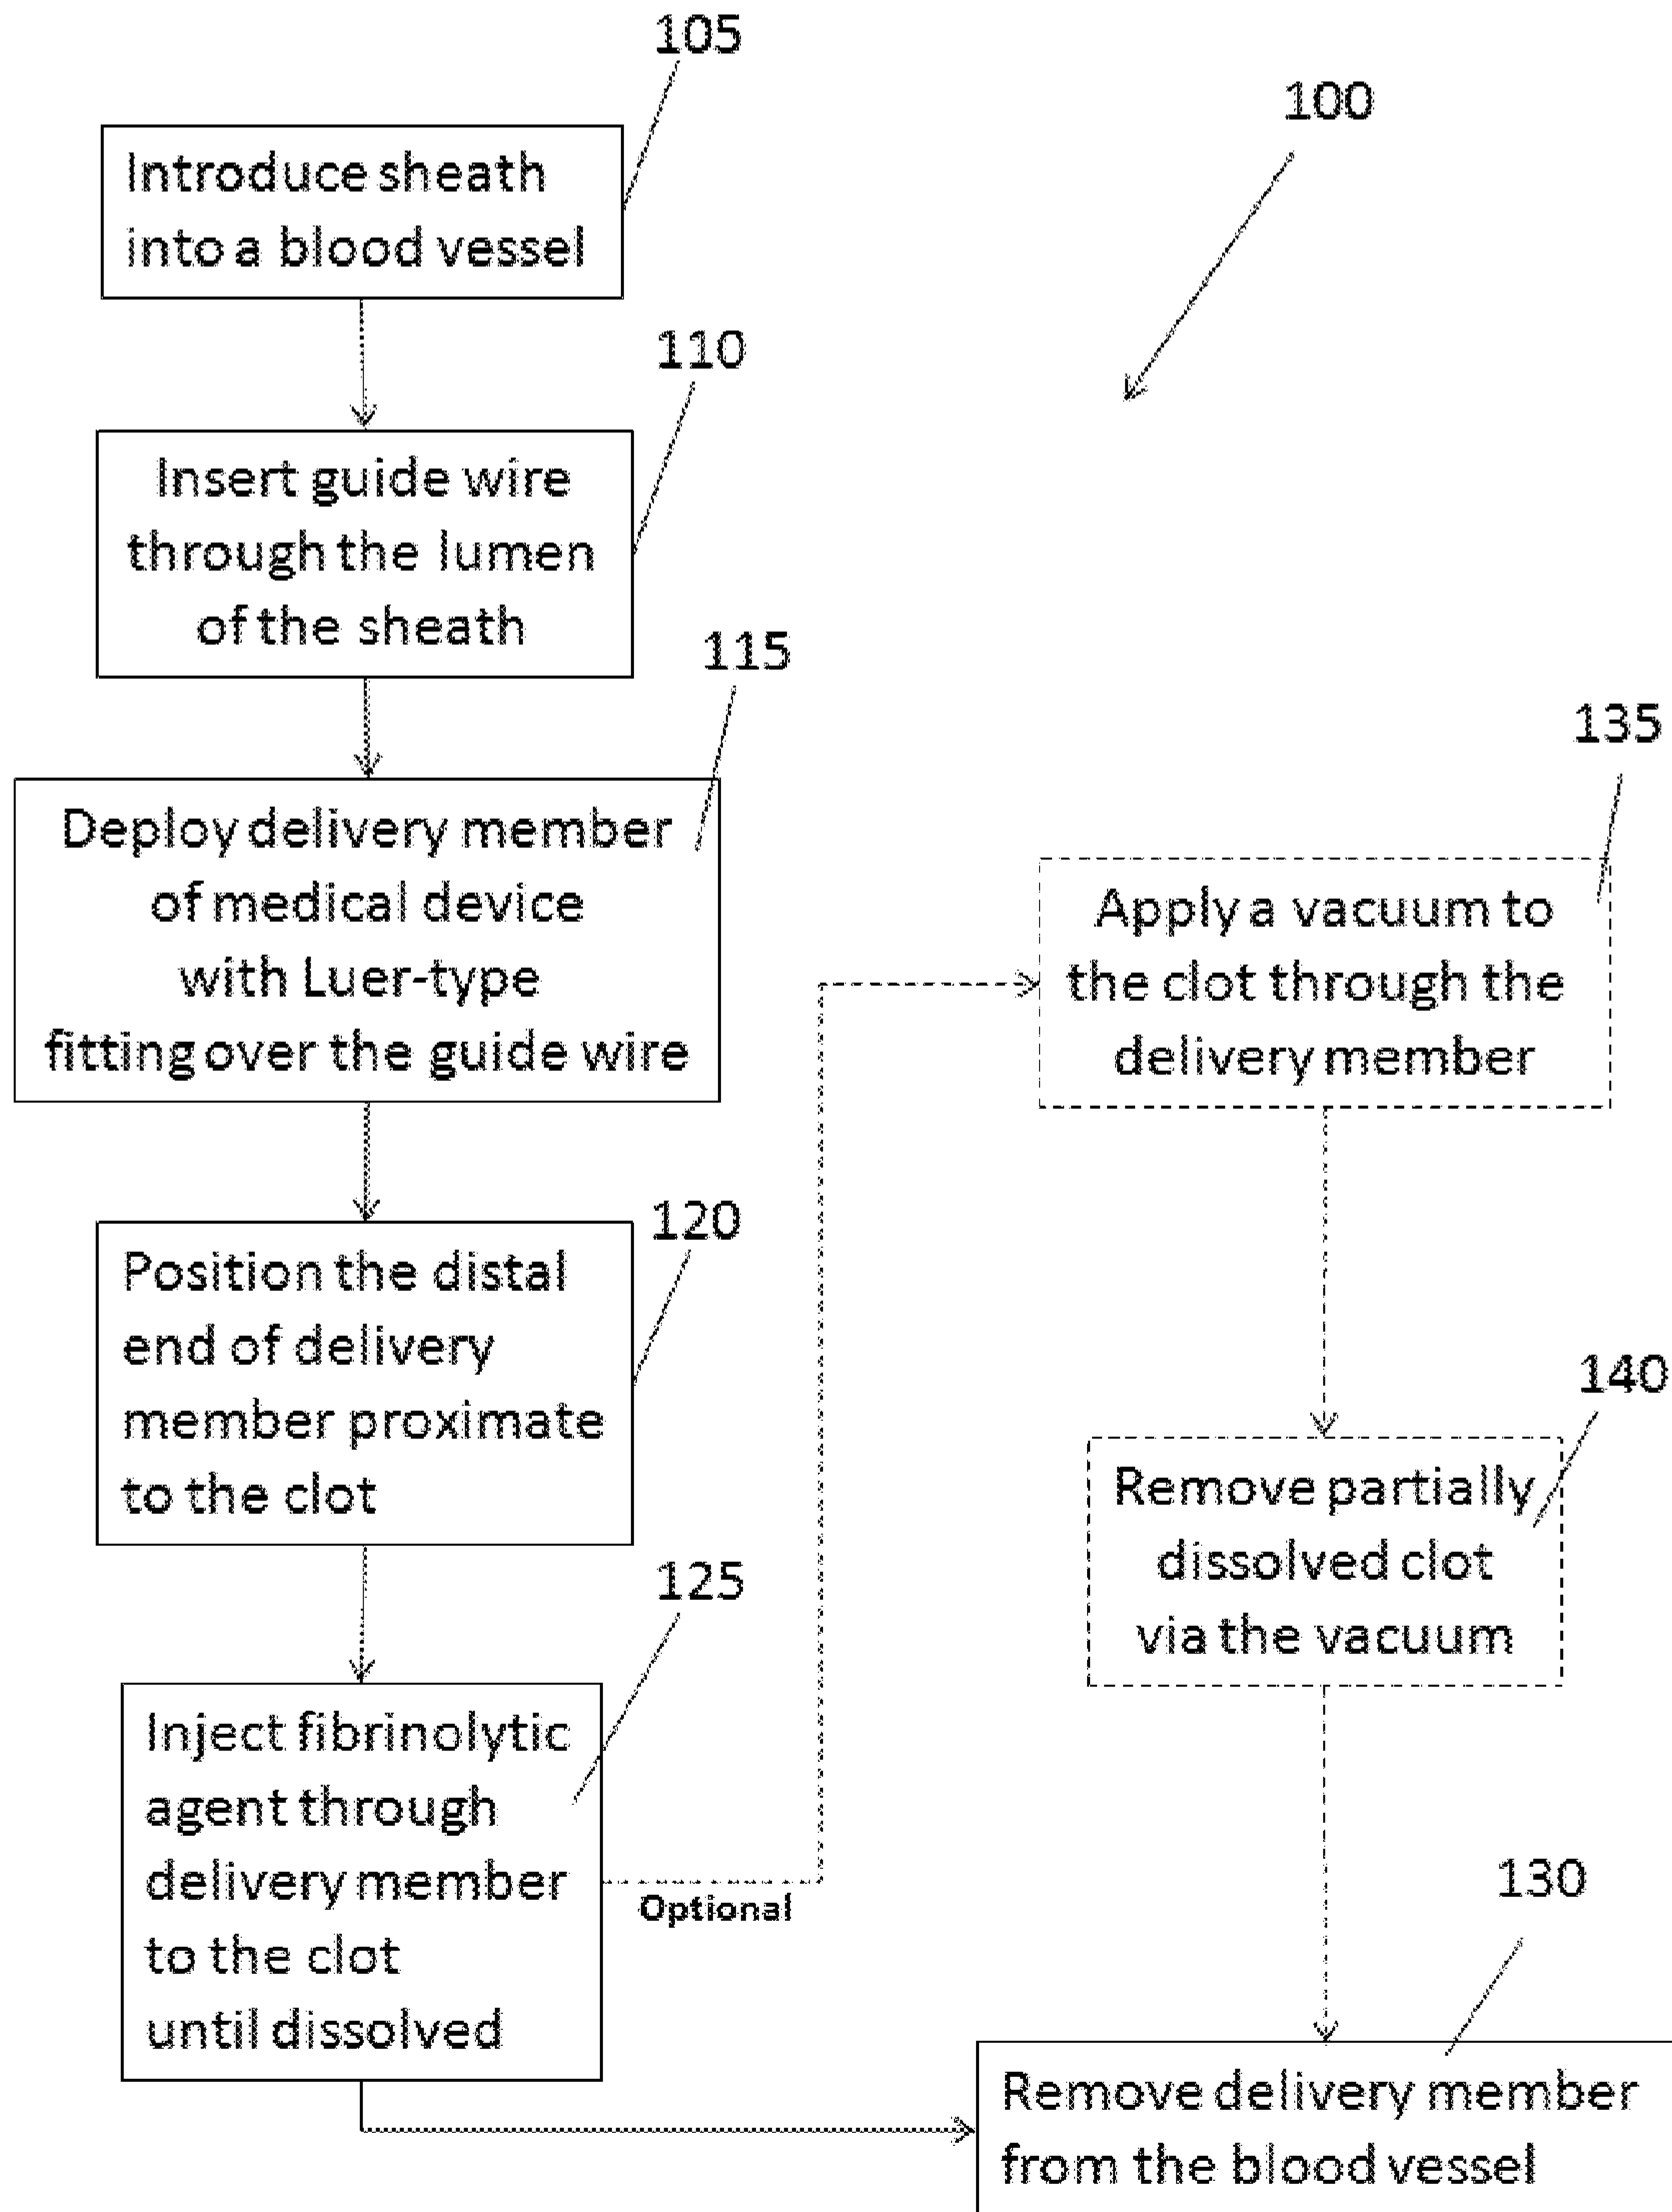 105
100
Introduce sheath
into a blood vessel
110
Insert guide wire
through the lumen
of the sheath
115
Deploy delivery member
of medical device
with Luer-type
fitting over the guide wire
120
Position the distal
end of delivery
member proximate
to the clot
125
Inject fibrinolytic
agent through
delivery member
to the clot
until dissolved
Optional
135
Apply a vacuum to
the clot through the
delivery member
140
Remove partially
dissolved clot
via the vacuum
130
Remove delivery member
from the blood vessel